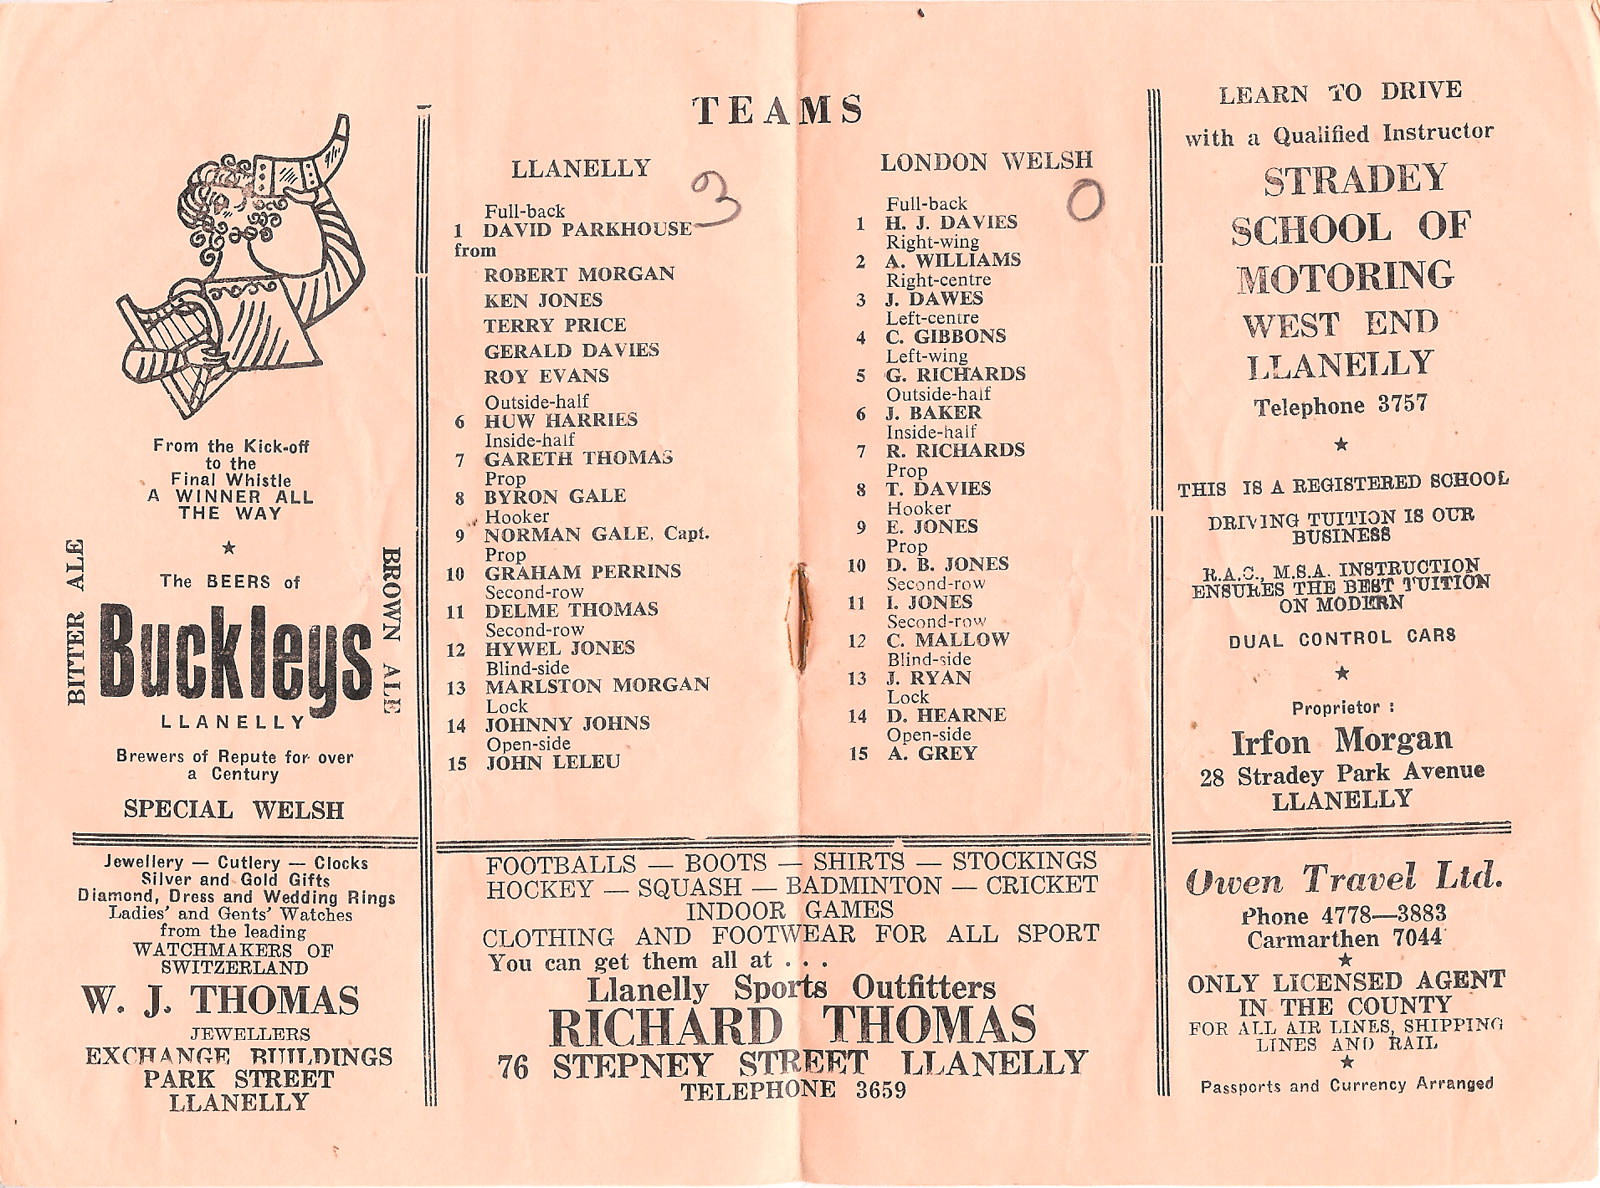 TEAMS
From the Kick-off
to the
Final Whistle
A WINNER ALL
THE WAY
BITTER ALE
The BEERS of
Buckleys
BROWN ALE
LLANELLY
Brewers of Repute for over
a Century
SPECIAL WELSH
Jewellery — Cutlery — Clocks
Silver and Gold Gifts
Diamond, Dress and Wedding Rings
Ladies' and Gents' Watches
from the leading
WATCHMAKERS OF
SWITZERLAND
W. J. THOMAS
JEWELLERS
EXCHANGE BUILDINGS
PARK STREET
LLANELLY
LLANELLY
3
Full-back
1 DAVID PARKHOUSE
from
ROBERT MORGAN
KEN JONES
TERRY PRICE
GERALD DAVIES
ROY EVANS
Outside-half
6 HUW HARRIES
Inside-half
7 GARETH THOMAS
Prop
8 BYRON GALE
Hooker
9 NORMAN GALE, Capt.
Prop
10 GRAHAM PERRINS
Second-row
11 DELME THOMAS
Second-row
12 HYWEL JONES
Blind-side
13 MARLSTON MORGAN
Lock
14 JOHNNY JOHNS
Open-side
15 JOHN LELEU
LONDON WELSH
0
Full-back
1 H. J. DAVIES
Right-wing
2 A. WILLIAMS
Right-centre
3 J. DAWES
Left-centre
4 C. GIBBONS
Left-wing
5 G. RICHARDS
Outside-half
6 J. BAKER
Inside-half
7 R. RICHARDS
Prop
8 T. DAVIES
Hooker
9 E. JONES
Prop
10 D. B. JONES
Second-row
11 I. JONES
Second-row
12 C. MALLOW
Blind-side
13 J. RYAN
Lock
14 D. HEARNE
Open-side
15 A. GREY
FOOTBALLS — BOOTS — SHIRTS — STOCKINGS
HOCKEY — SQUASH — BADMINTON — CRICKET
INDOOR GAMES
CLOTHING AND FOOTWEAR FOR ALL SPORT
You can get them all at . . .
Llanelly Sports Outfitters
RICHARD THOMAS
76 STEPNEY STREET LLANELLY
TELEPHONE 3659
LEARN TO DRIVE
with a Qualified Instructor
STRADEY
SCHOOL OF
MOTORING
WEST END
LLANELLY
Telephone 3757
THIS IS A REGISTERED SCHOOL
DRIVING TUITION IS OUR
BUSINESS
R.A.C., M.S.A. INSTRUCTION
ENSURES THE BEST TUITION
ON MODERN
DUAL CONTROL CARS
Proprietor :
Irfon Morgan
28 Stradey Park Avenue
LLANELLY
Owen Travel Ltd.
Phone 4778—3883
Carmarthen 7044
ONLY LICENSED AGENT
IN THE COUNTY
FOR ALL AIR LINES, SHIPPING
LINES AND RAIL
Passports and Currency Arranged